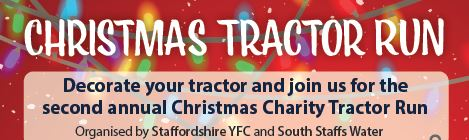 CHRISTMAS TRACTOR RUN
Decorate your tractor and join us for the
second annual Christmas Charity Tractor Run
Organised by Staffordshire YFC and South Staffs Water